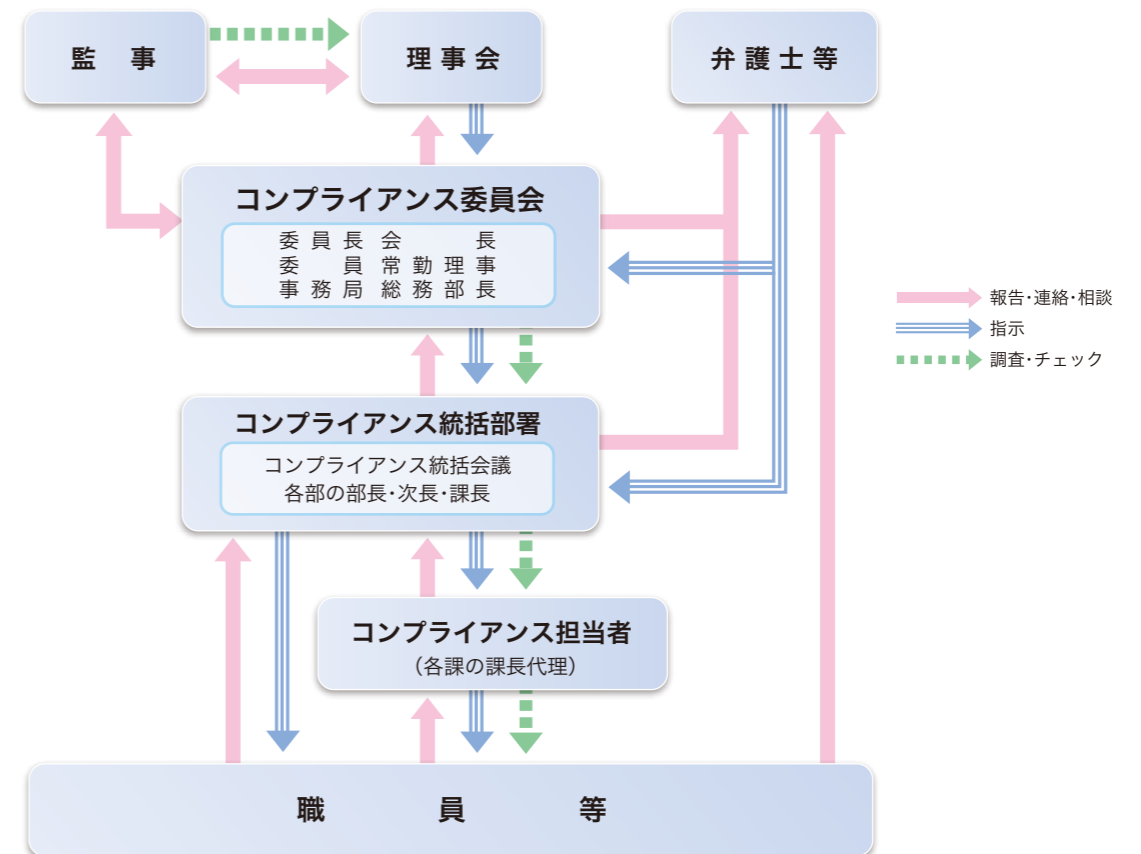 監　事
理事会
弁護士等
コンプライアンス委員会
委員長 会　　長
委　員 常勤理事
事務局 総務部長
報告・連絡・相談
指示
調査・チェック
コンプライアンス統括部署
コンプライアンス統括会議
各部の部長・次長・課長
コンプライアンス担当者
（各課の課長代理）
職　員　等